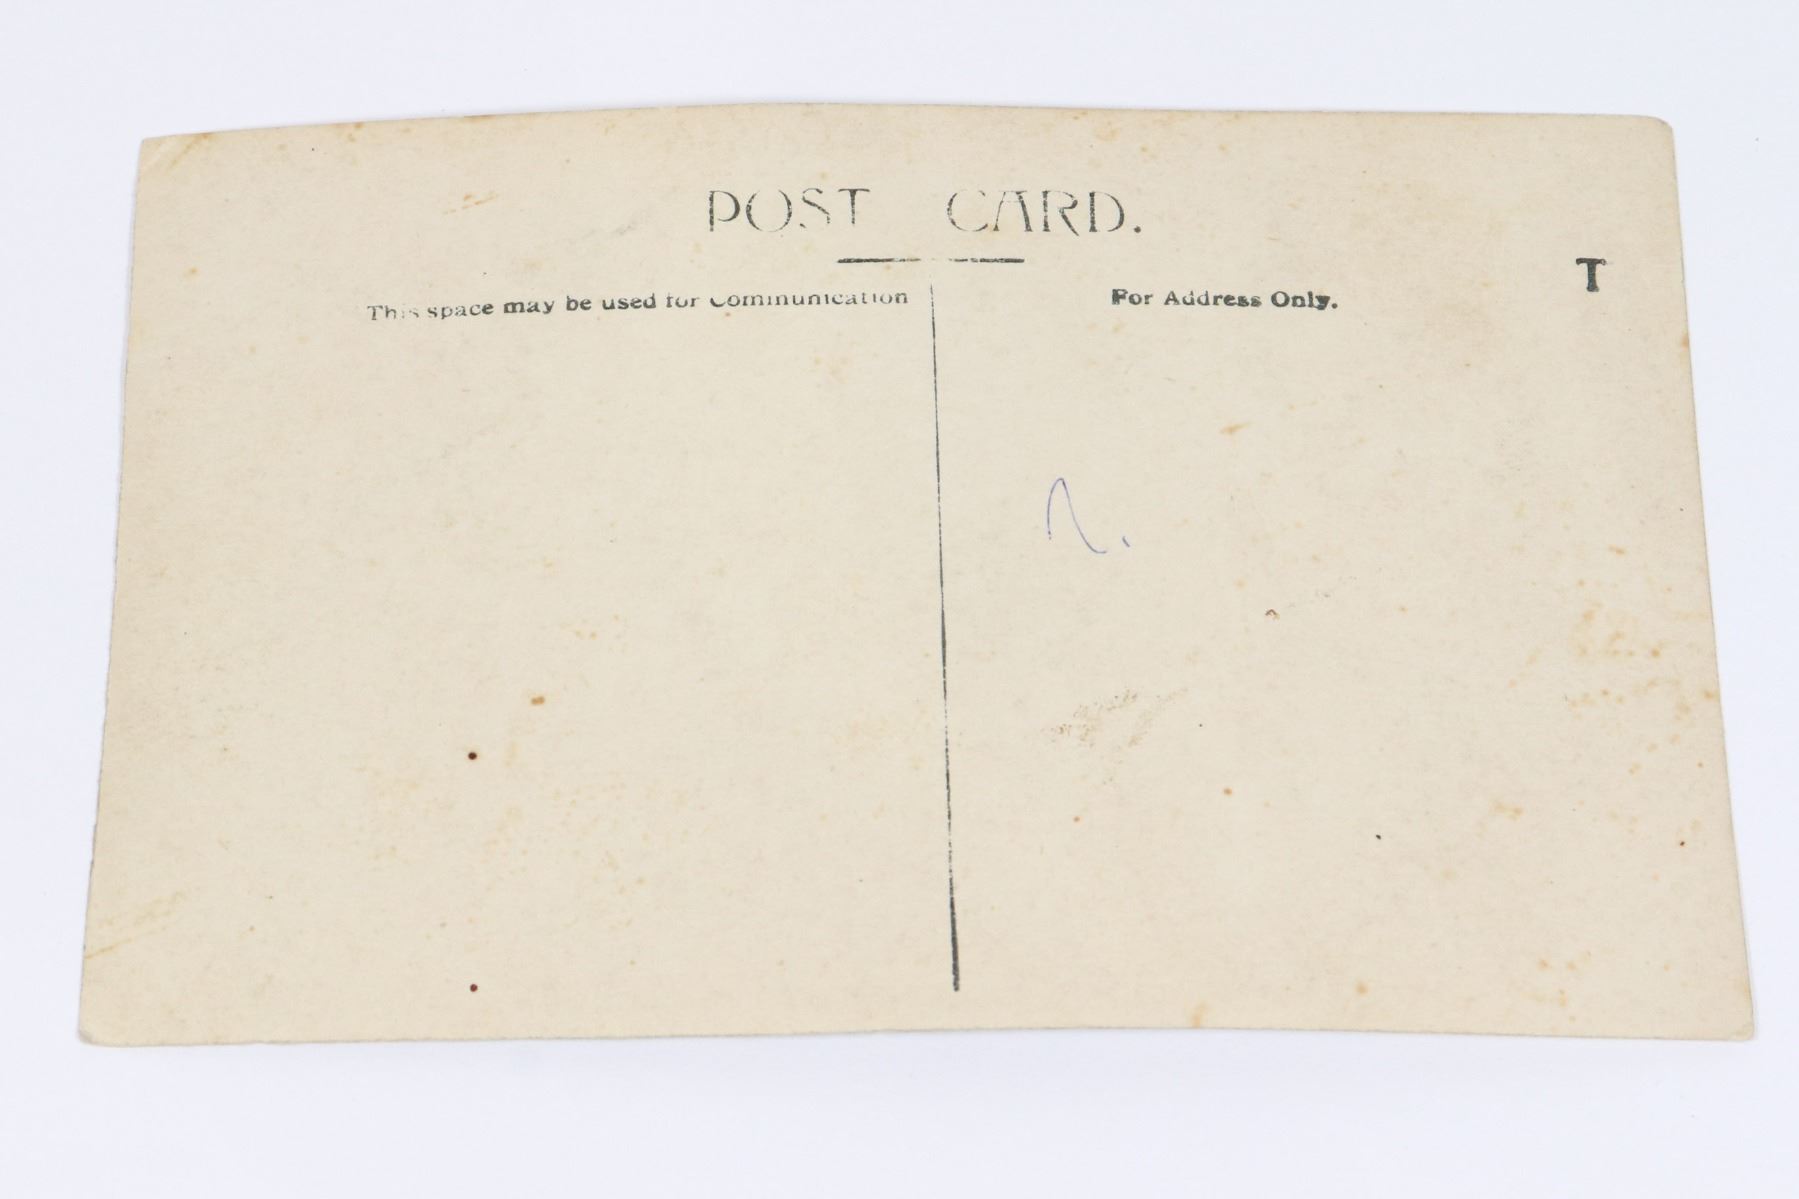 POST CARD.
T
This space may be used for Communication
For Address Only.